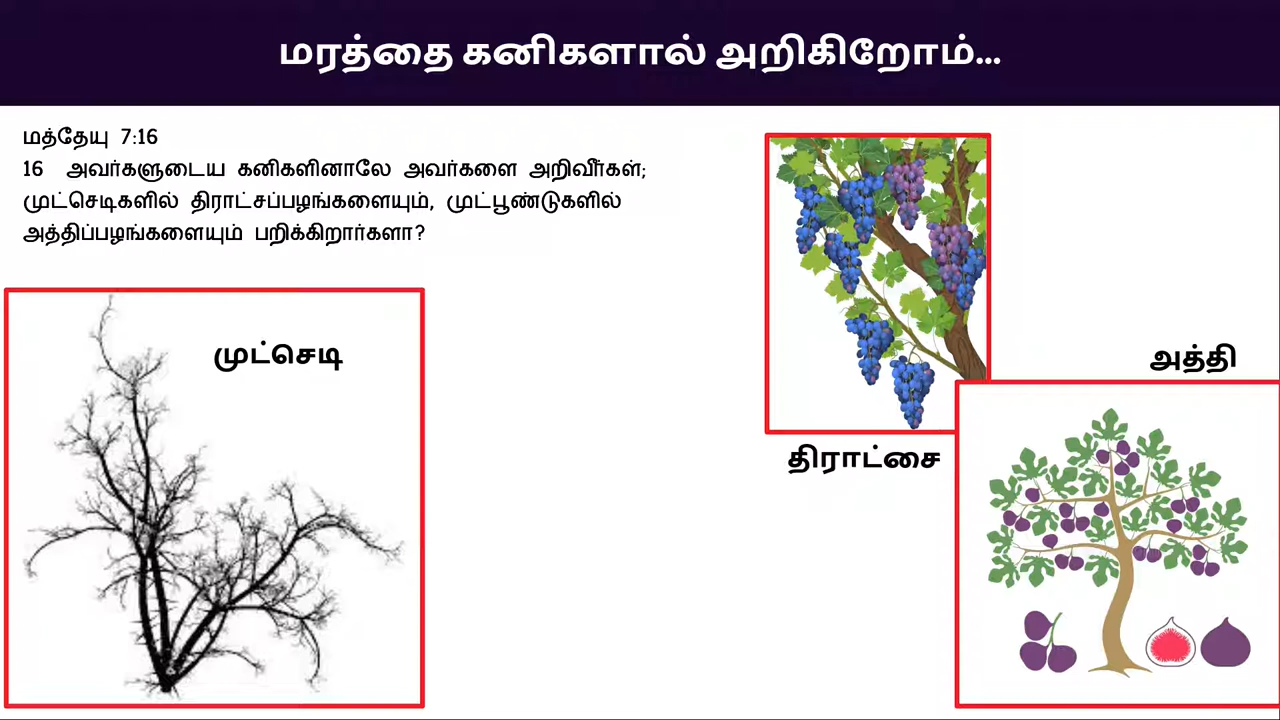 மரத்தை கனிகளால் அறிகிறோம்...
மத்தேயு 7:16
16 அவர்களுடைய கனிகளினாலே அவர்களை அறிவீர்கள்;
முட்செடிகளில் திராட்சப்பழங்களையும், முட்பூண்டுகளில்
அத்திப்பழங்களையும் பறிக்கிறார்களா?
முட்செடி
திராட்சை
அத்தி